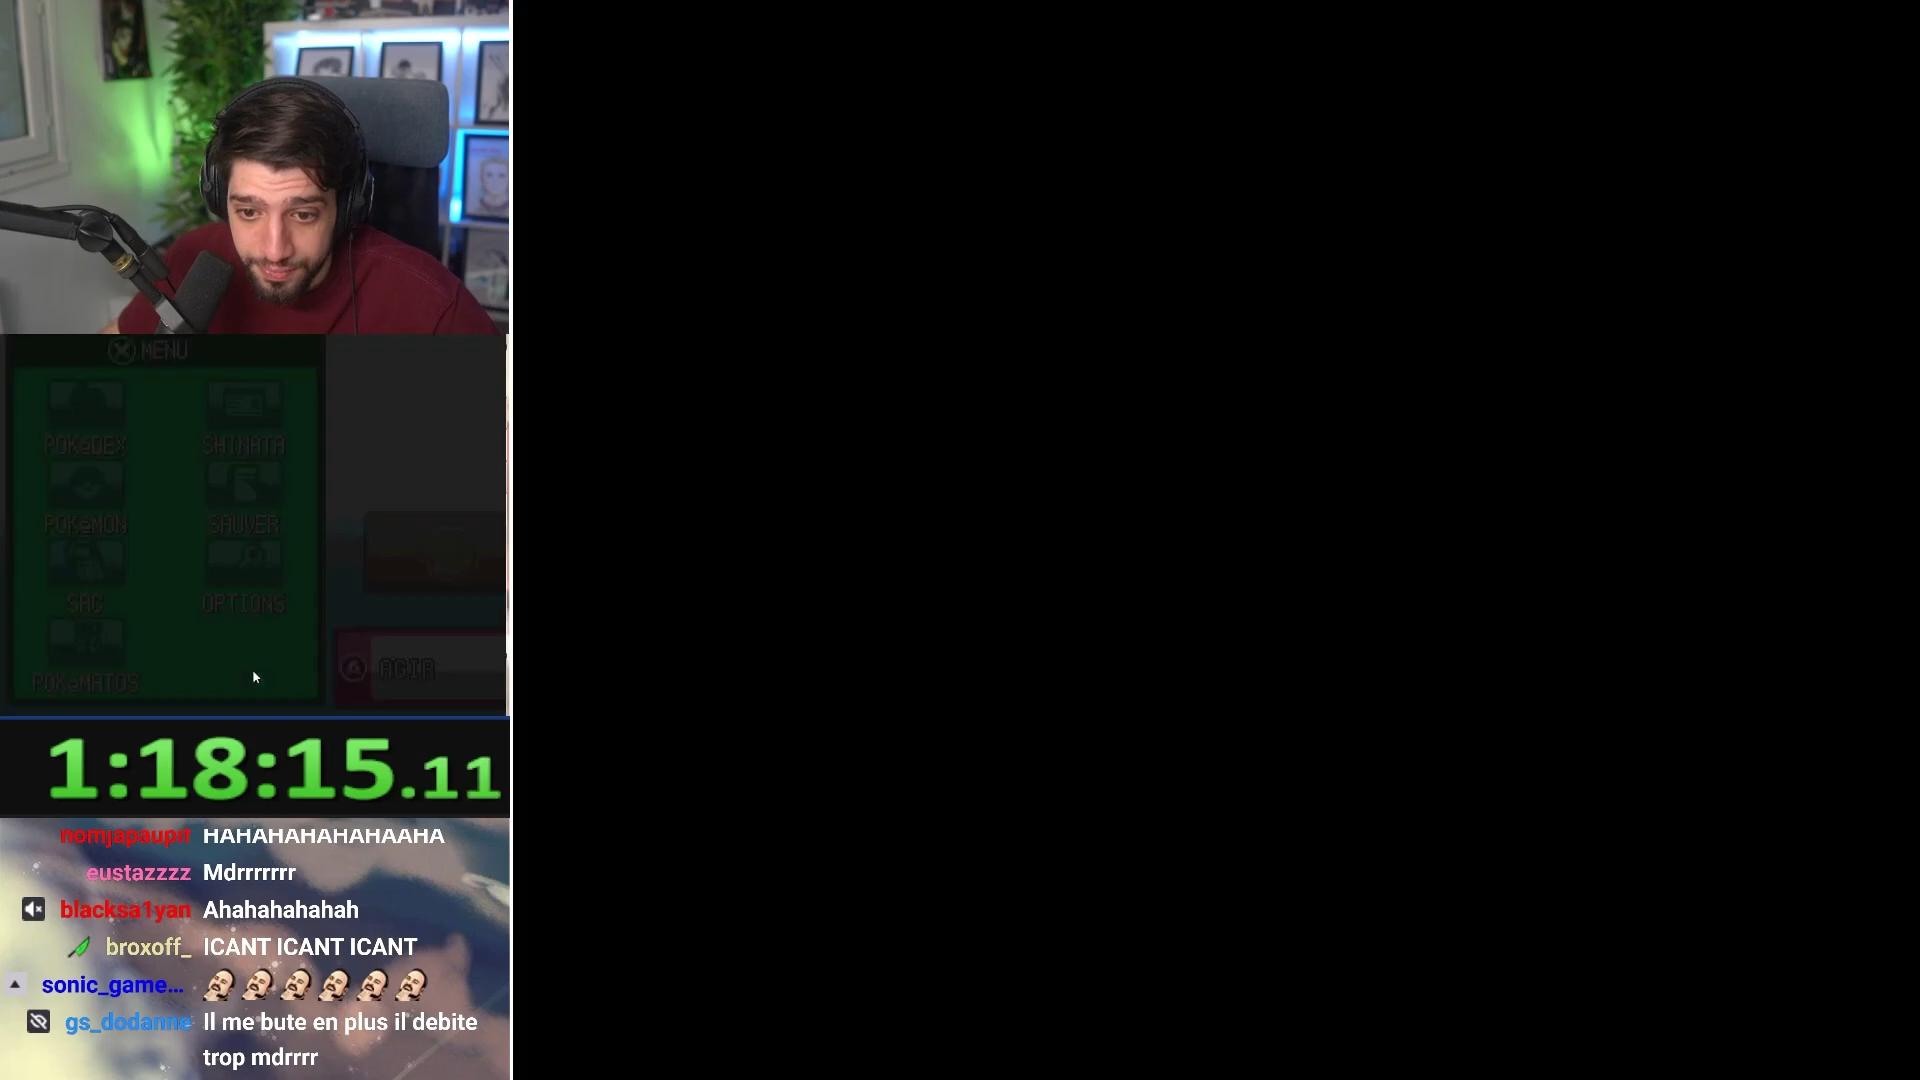 MENU
POKéDEX
SHINATA
POKéMON
SAUVER
SAC
OPTIONS
POKéMATOS
A AGIR
1:18:15.11
nomjapaupif HAHAHAHAHAHAAHA
eustazzzz Mdrrrrrrr
blacksa1yan Ahahahahahah
broxoff_ ICANT ICANT ICANT
sonic_game...
gs_dodanne Il me bute en plus il debite
trop mdrrrr